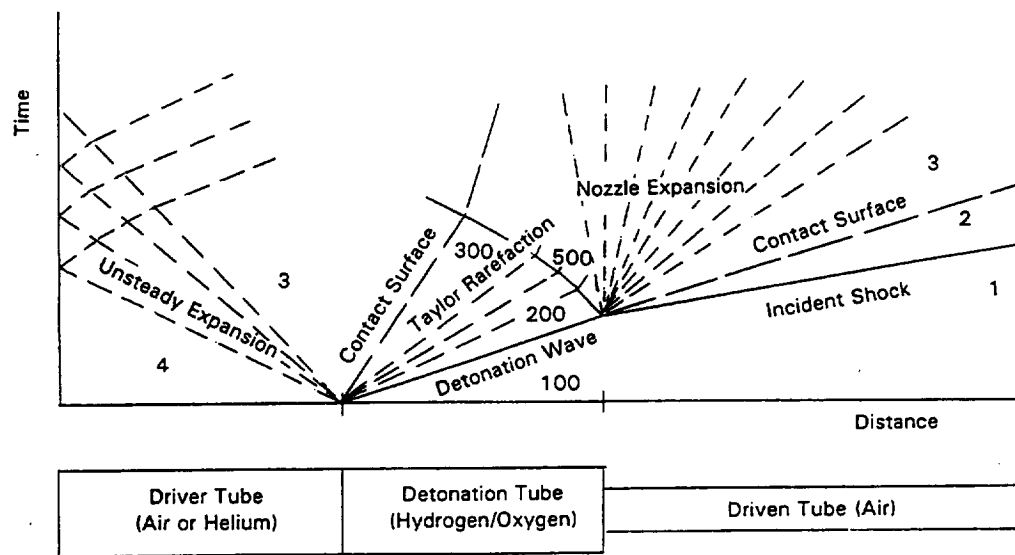 Time
Nozzle Expansion
3
Contact Surface
2
Incident Shock
1
Unsteady Expansion
3
4
Contact Surface
300
Taylor Rarefaction
500
200
Detonation Wave
100
Distance
Driver Tube
(Air or Helium)
Detonation Tube
(Hydrogen/Oxygen)
Driven Tube (Air)